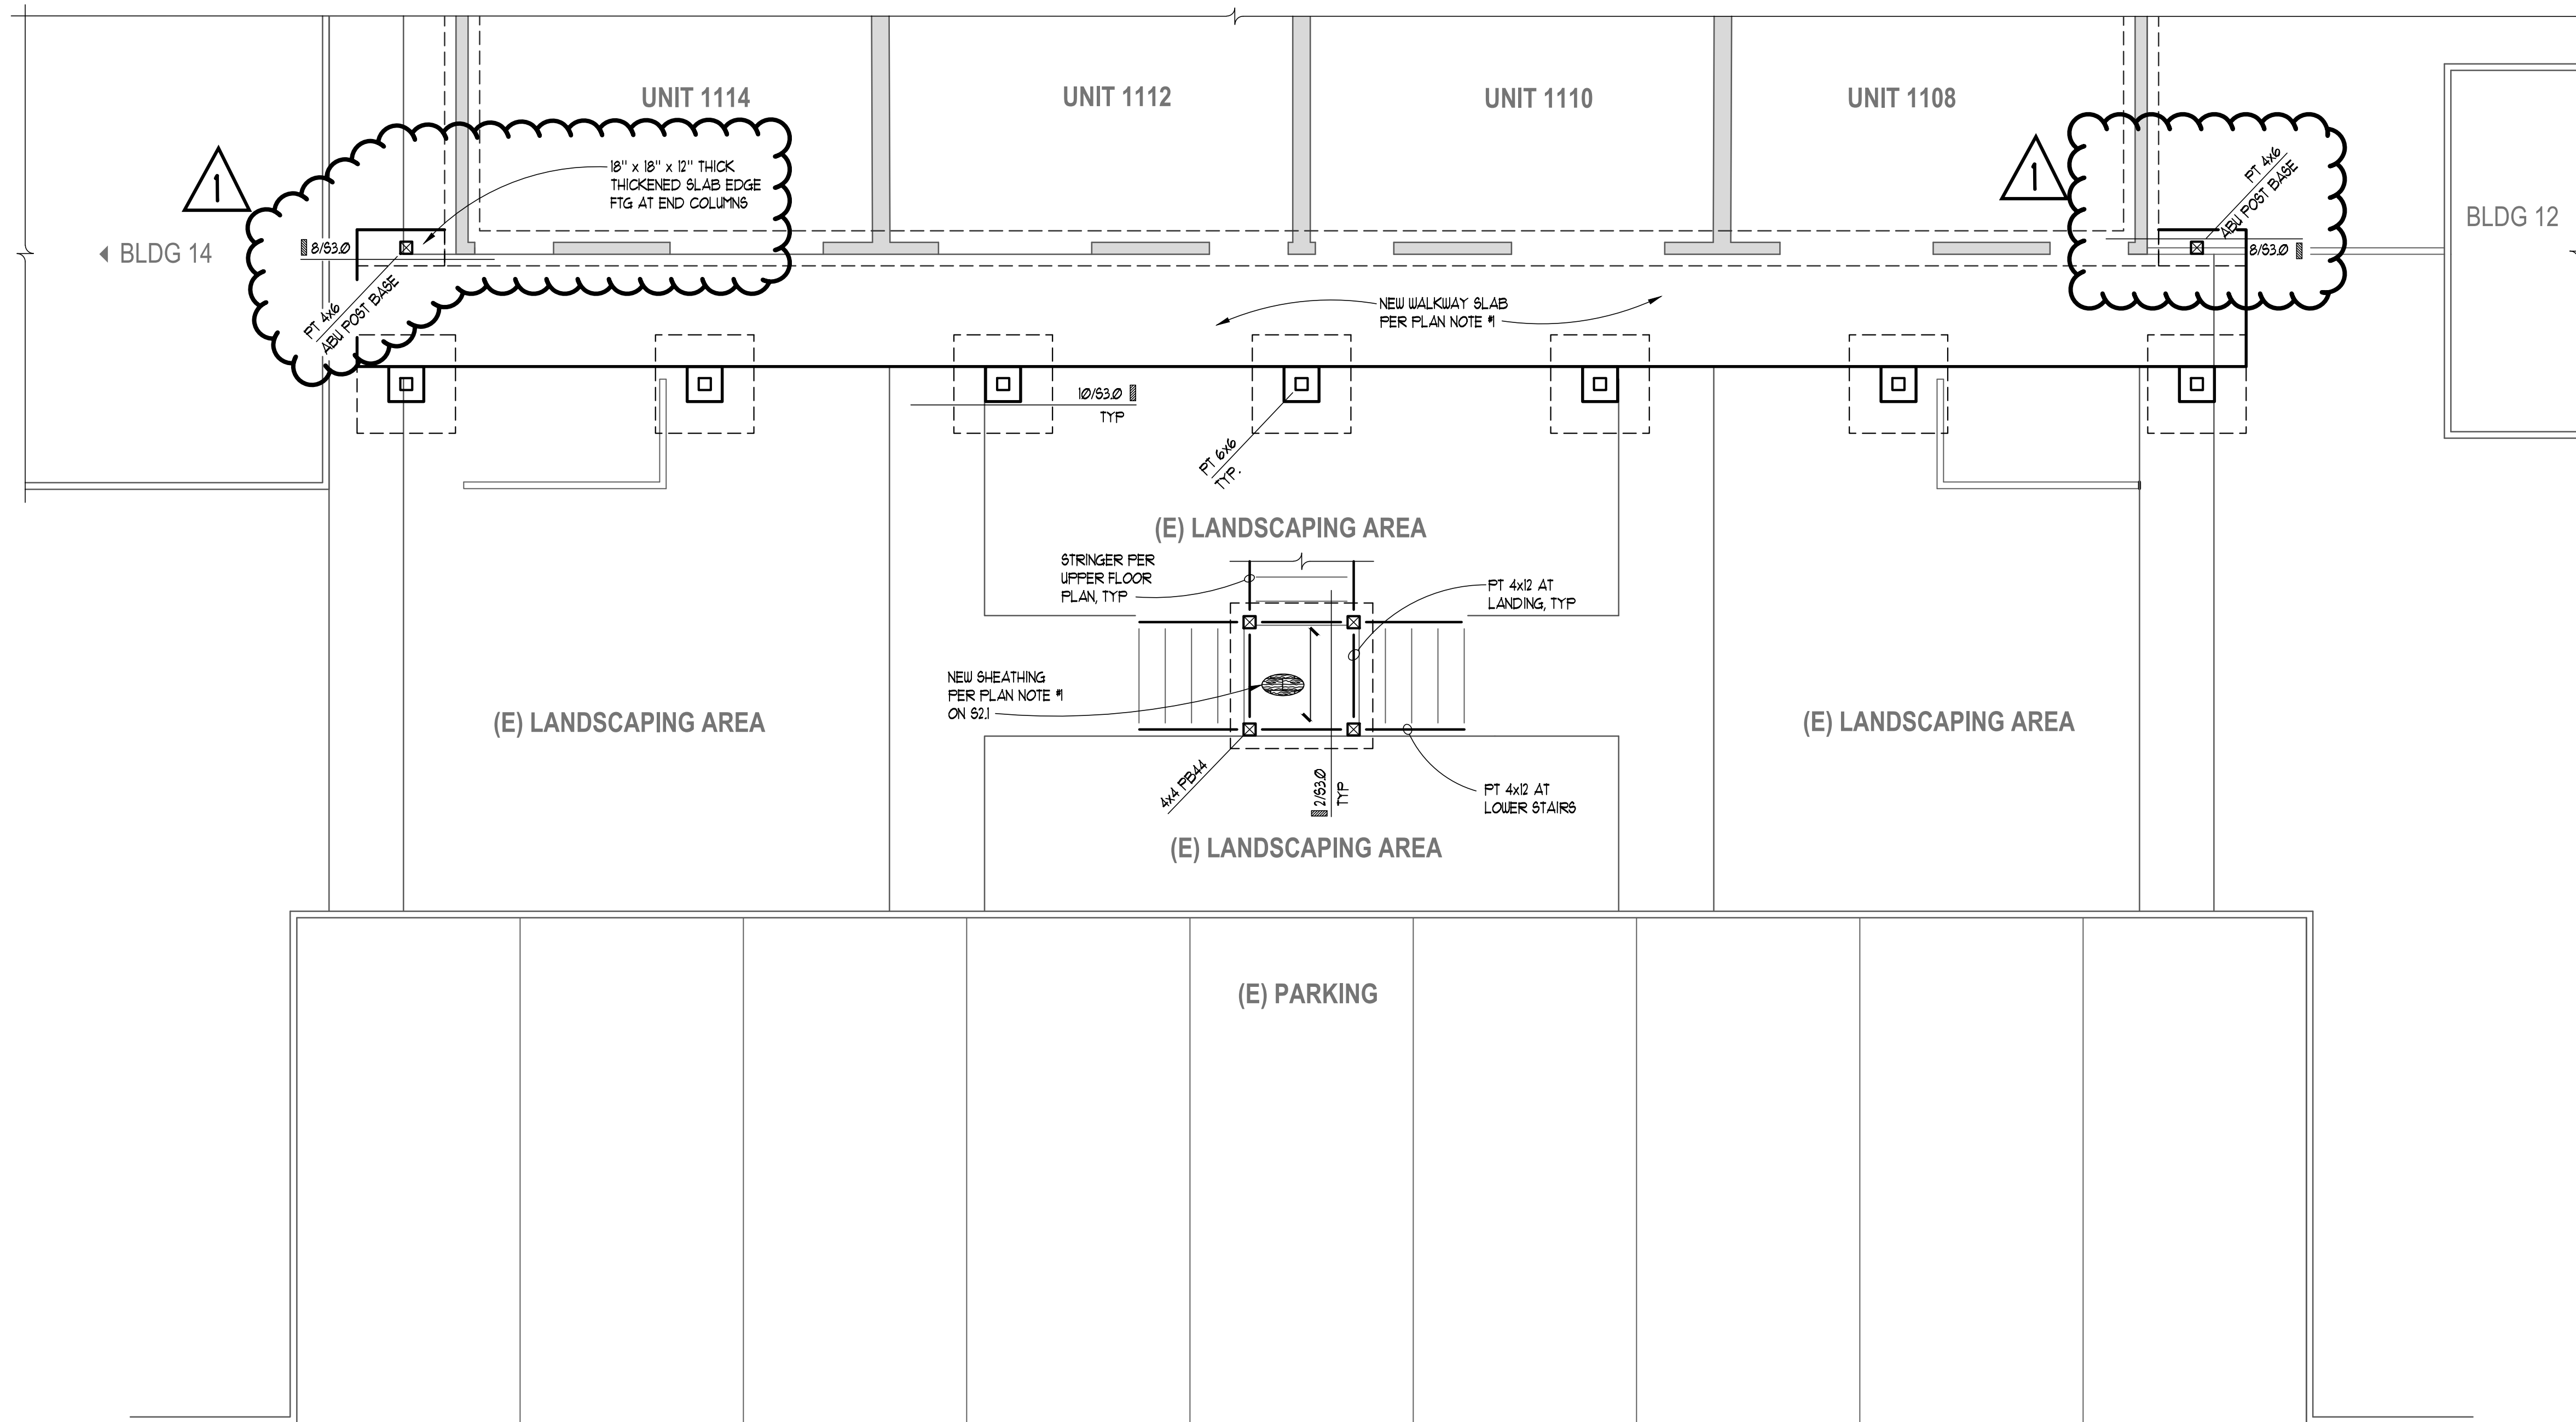 UNIT 1114
UNIT 1112
UNIT 1110
UNIT 1108
1
18" x 18" x 12" THICK
THICKENED SLAB EDGE
FTG AT END COLUMNS
8/S3.0
PT 4x6
ABU POST BASE
BLDG 14
1
PT 4x6
ABU POST BASE
8/S3.0
BLDG 12
NEW WALKWAY SLAB
PER PLAN NOTE #1
10/S3.0
TYP
PT 6x6
TYP.
(E) LANDSCAPING AREA
STRINGER PER
UPPER FLOOR
PLAN, TYP
PT 4x12 AT
LANDING, TYP
NEW SHEATHING
PER PLAN NOTE #1
ON S2.1
(E) LANDSCAPING AREA
(E) LANDSCAPING AREA
4x4 PB44
2/S3.0
TYP
PT 4x12 AT
LOWER STAIRS
(E) LANDSCAPING AREA
(E) PARKING